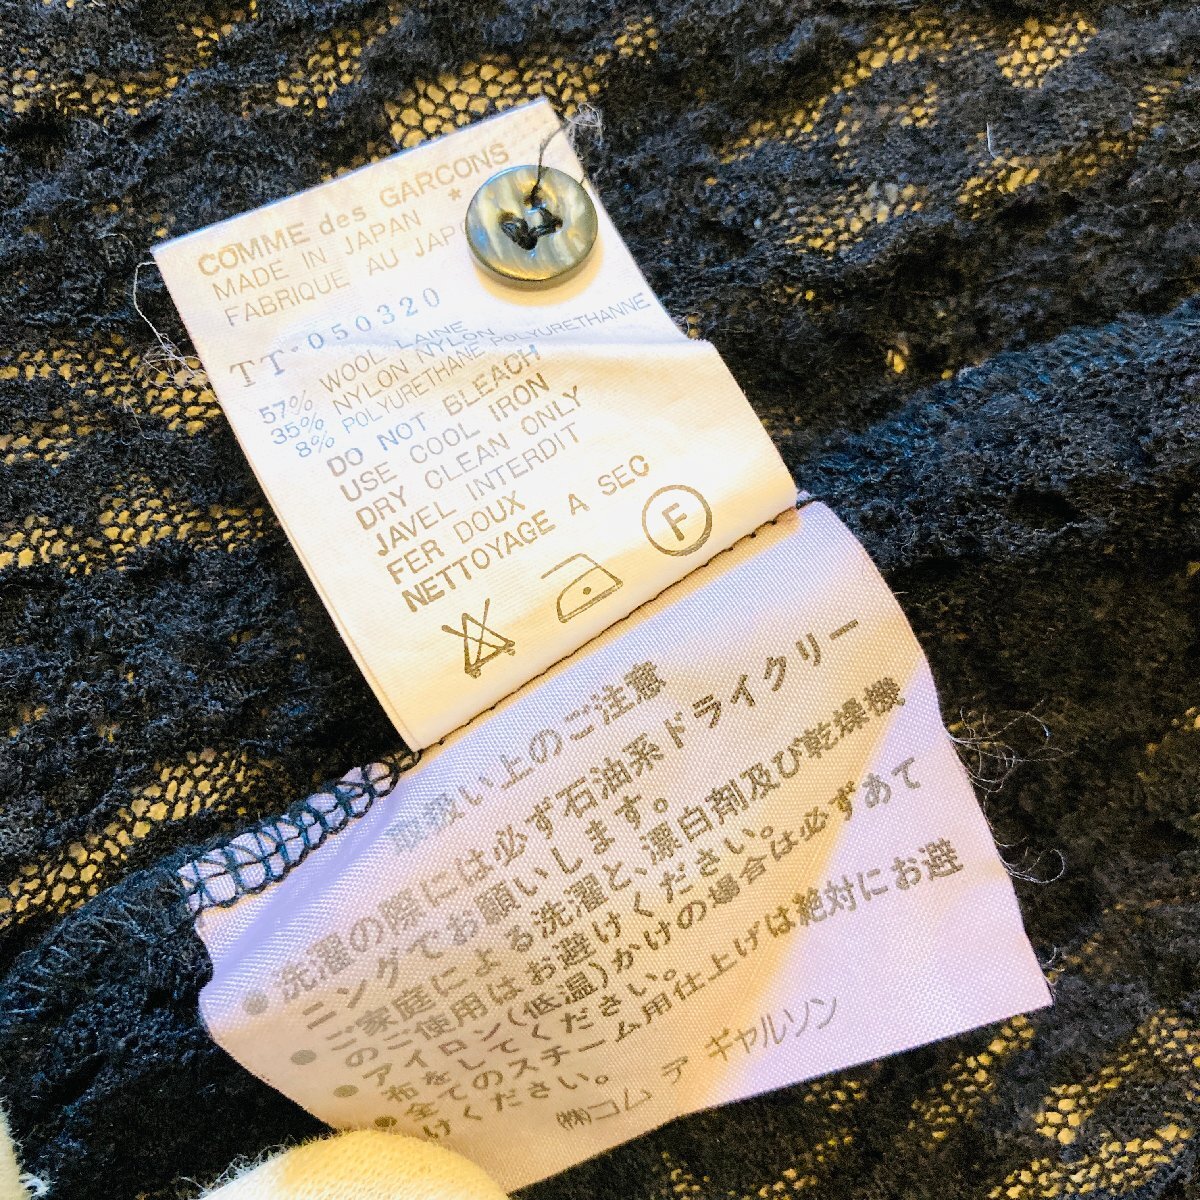 COMME des GARCONS
MADE IN JAPAN *
FABRIQUE AU JAPO
TT-050320
57% WOOL LAINE
35% NYLON NYLON
8% POLYURETHANE POLYURETHANNE
DO NOT BLEACH
USE COOL IRON
DRY CLEAN ONLY
JAVEL INTERDIT
FER DOUX
NETTOYAGE A SEC
F
取扱い上のご注意
● 洗濯の際には必ず石油系ドライクリー
ニングでお願いします。
● ご家庭による洗濯と、漂白剤及び乾燥機
のご使用はお避けください。
● アイロン(低温)かけの場合は必ずあて
布をしてください。
● 全てのスチーム用仕上げは絶対にお避
けください。
㈱コム デ ギャルソン